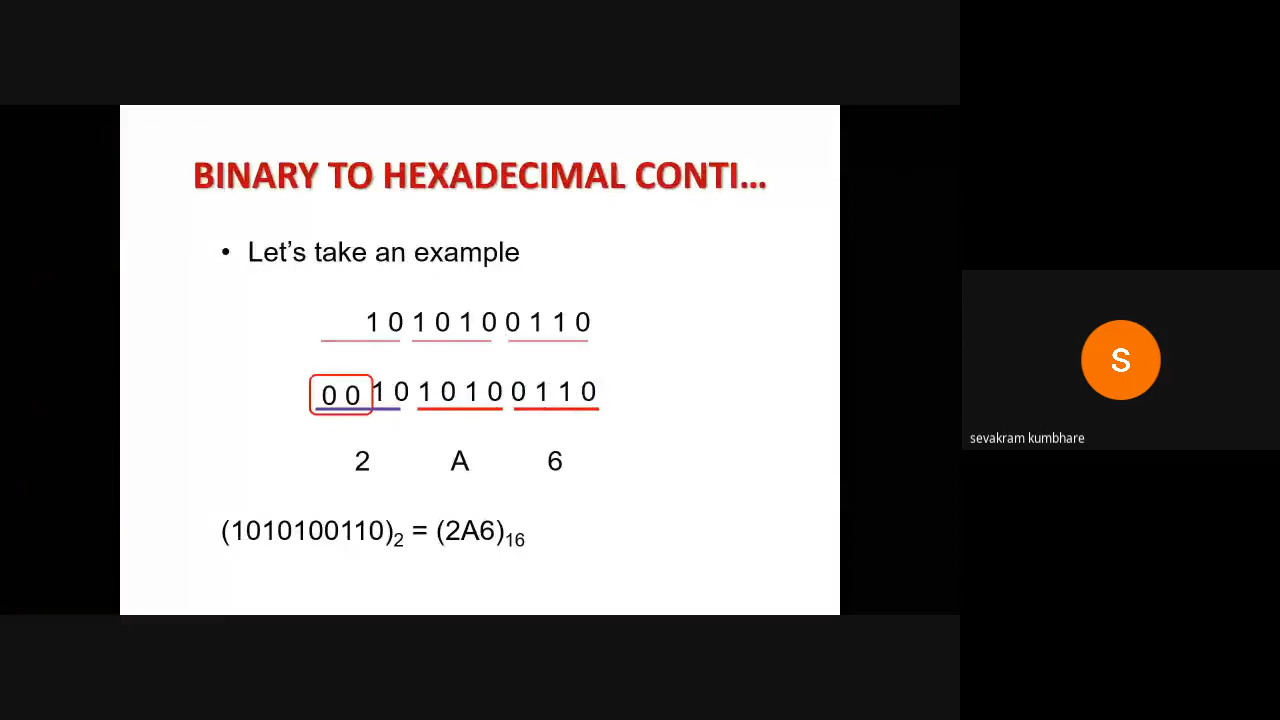 BINARY TO HEXADECIMAL CONTI...
• Let's take an example
1 0 1 0 1 0 0 1 1 0
0 0 1 0 1 0 1 0 0 1 1 0
2 A 6
(1010100110)₂ = (2A6)₁₆
S
sevakram kumbhare